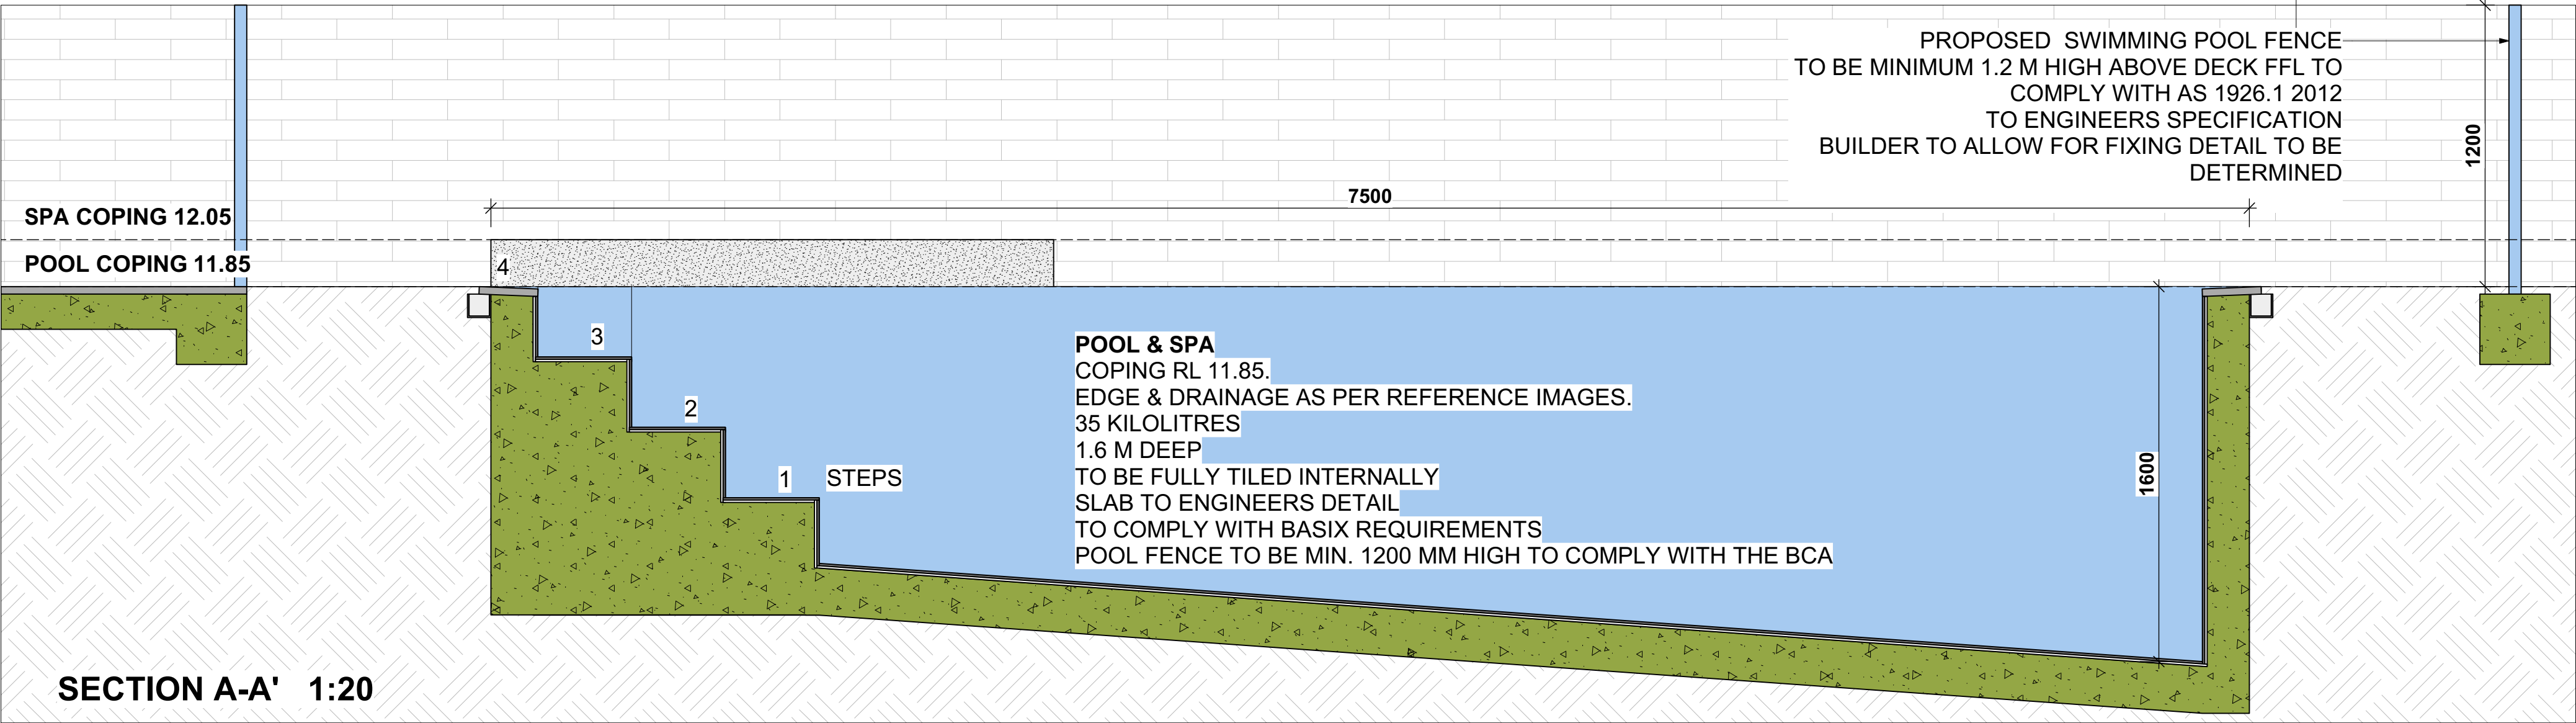 PROPOSED  SWIMMING POOL FENCE
TO BE MINIMUM 1.2 M HIGH ABOVE DECK FFL TO
COMPLY WITH AS 1926.1 2012
TO ENGINEERS SPECIFICATION
BUILDER TO ALLOW FOR FIXING DETAIL TO BE
DETERMINED
1200
7500
SPA COPING 12.05
POOL COPING 11.85
4
3
2
1
STEPS
POOL & SPA
COPING RL 11.85.
EDGE & DRAINAGE AS PER REFERENCE IMAGES.
35 KILOLITRES
1.6 M DEEP
TO BE FULLY TILED INTERNALLY
SLAB TO ENGINEERS DETAIL
TO COMPLY WITH BASIX REQUIREMENTS
POOL FENCE TO BE MIN. 1200 MM HIGH TO COMPLY WITH THE BCA
1600
SECTION A-A'   1:20